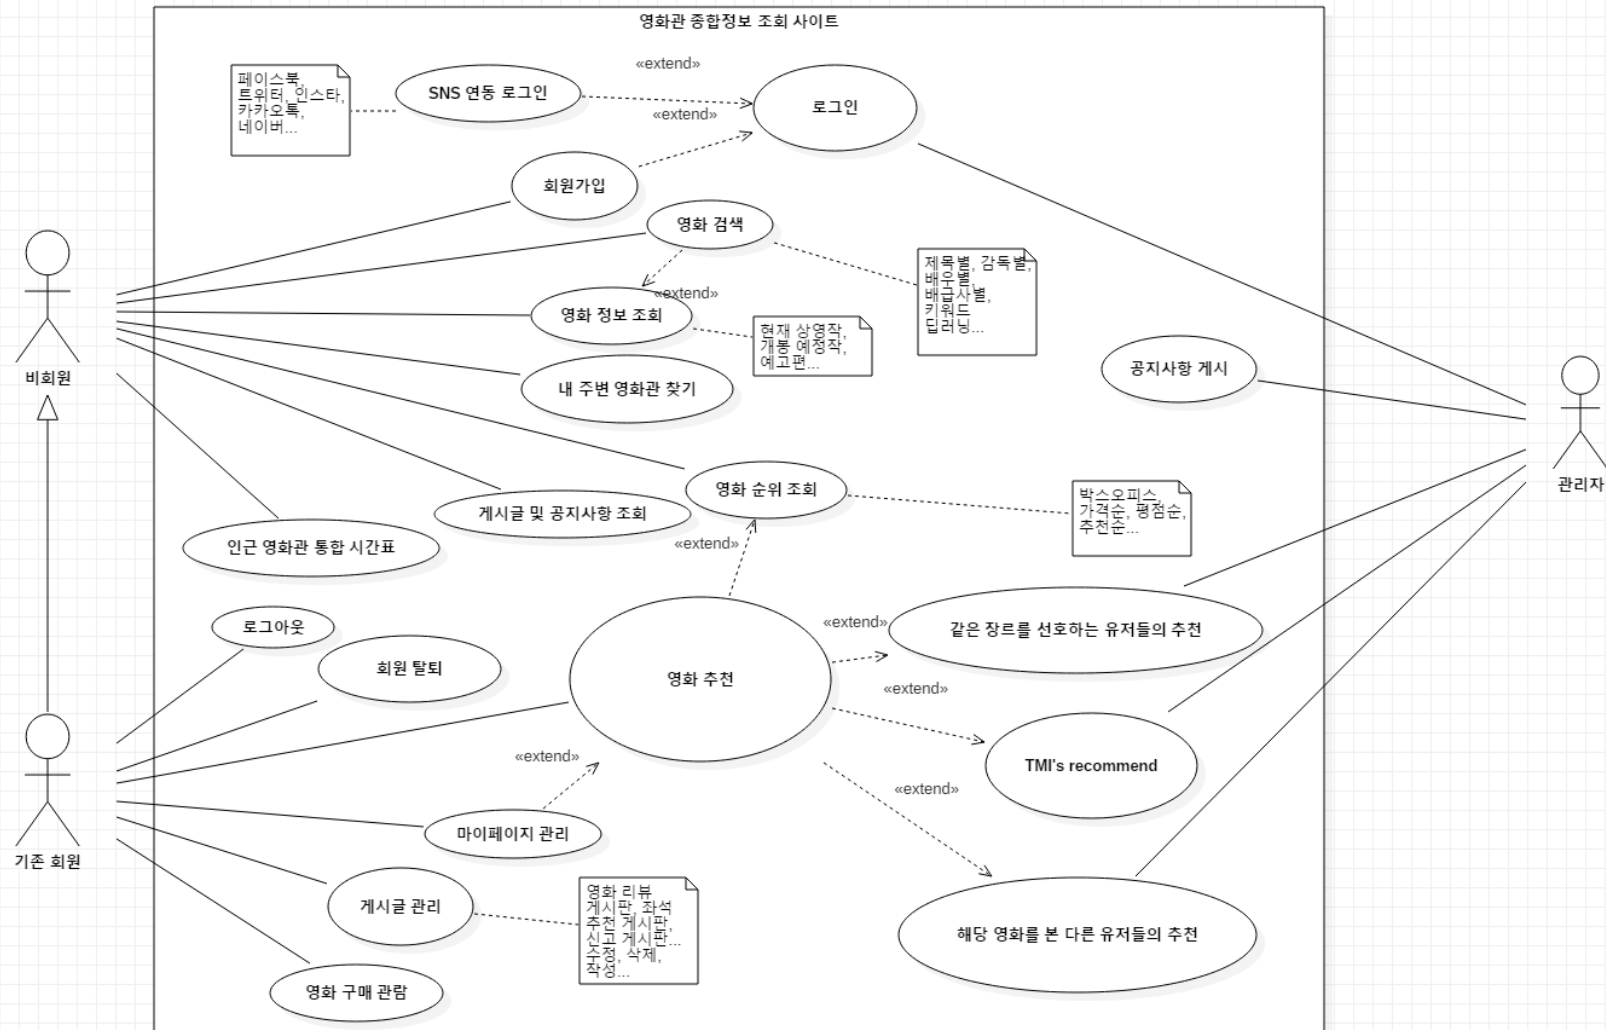 영화관 종합정보 조회 사이트
«extend»
페이스북,
트위터, 인스타,
카카오톡,
네이버...
SNS 연동 로그인
로그인
«extend»
회원가입
영화 검색
제목별, 감독별,
배우별,
배급사별,
키워드
딥러닝...
«extend»
영화 정보 조회
현재 상영작,
개봉 예정작,
예고편...
비회원
내 주변 영화관 찾기
공지사항 게시
관리자
영화 순위 조회
박스오피스,
가격순, 평점순,
추천순...
게시글 및 공지사항 조회
인근 영화관 통합 시간표
«extend»
로그아웃
회원 탈퇴
영화 추천
«extend»
같은 장르를 선호하는 유저들의 추천
«extend»
TMI's recommend
«extend»
«extend»
마이페이지 관리
기존 회원
게시글 관리
영화 리뷰
게시판, 좌석
추천 게시판,
신고 게시판...
수정, 삭제,
작성...
해당 영화를 본 다른 유저들의 추천
영화 구매 관람